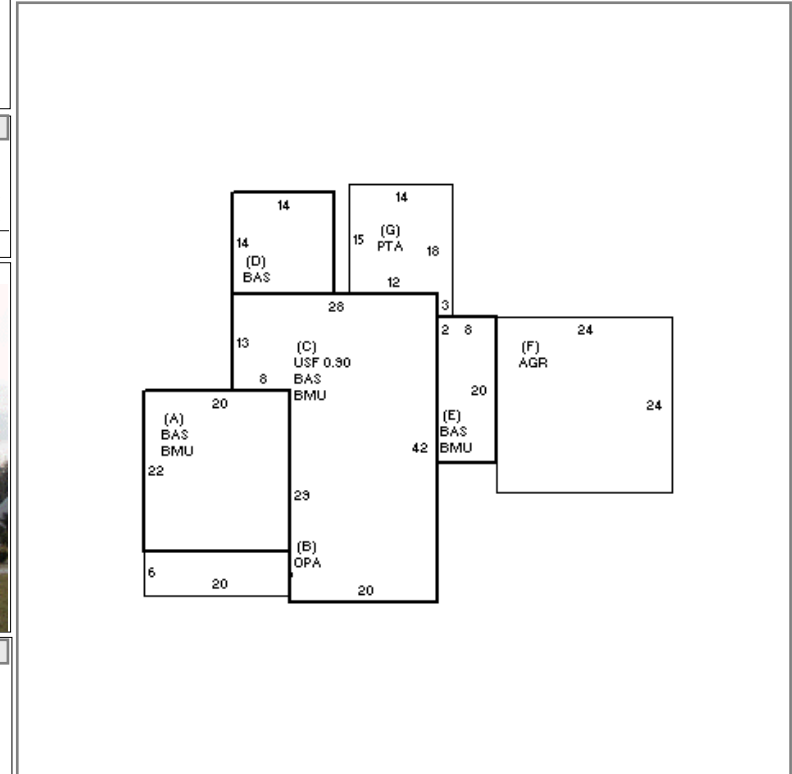 14
14
(D)
BAS
14
15
(G)
PTA
18
12
3
28
13
(C)
USF 0.90
BAS
BMU
8
42
2 8
20
(E)
BAS
BMU
24
(F)
AGR
24
20
(A)
BAS
BMU
22
29
(B)
OPA
6
20
20